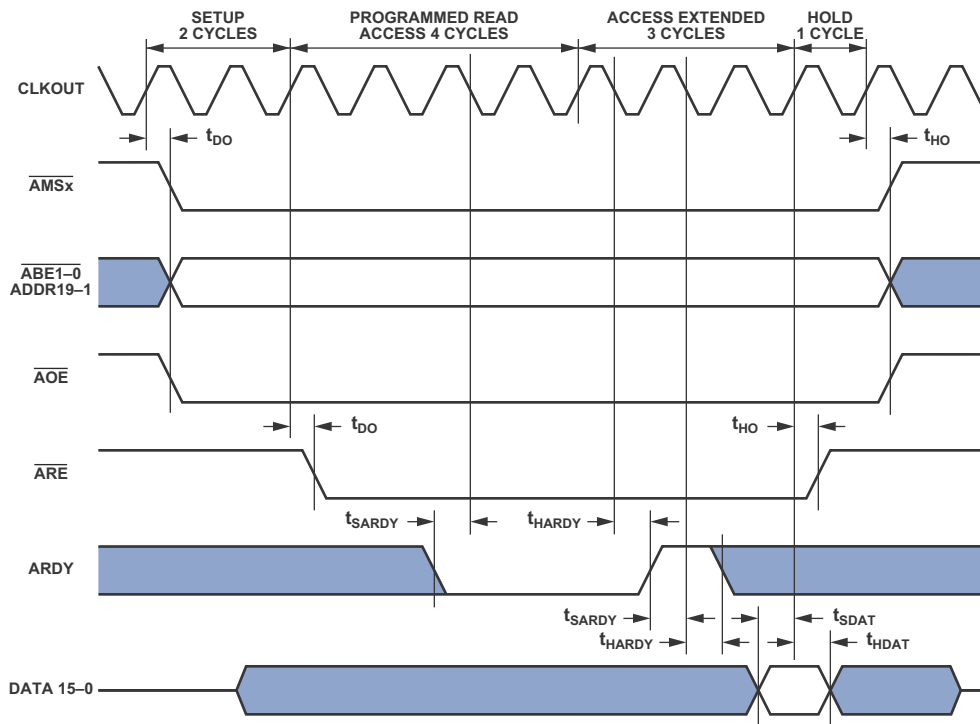 SETUP
2 CYCLES
PROGRAMMED READ
ACCESS 4 CYCLES
ACCESS EXTENDED
3 CYCLES
HOLD
1 CYCLE
CLKOUT
tDO
tHO
AMSx
ABE1–0
ADDR19–1
AOE
tDO
tHO
ARE
tSARDY
tHARDY
ARDY
tSARDY
tSDAT
tHARDY
tHDAT
DATA 15–0